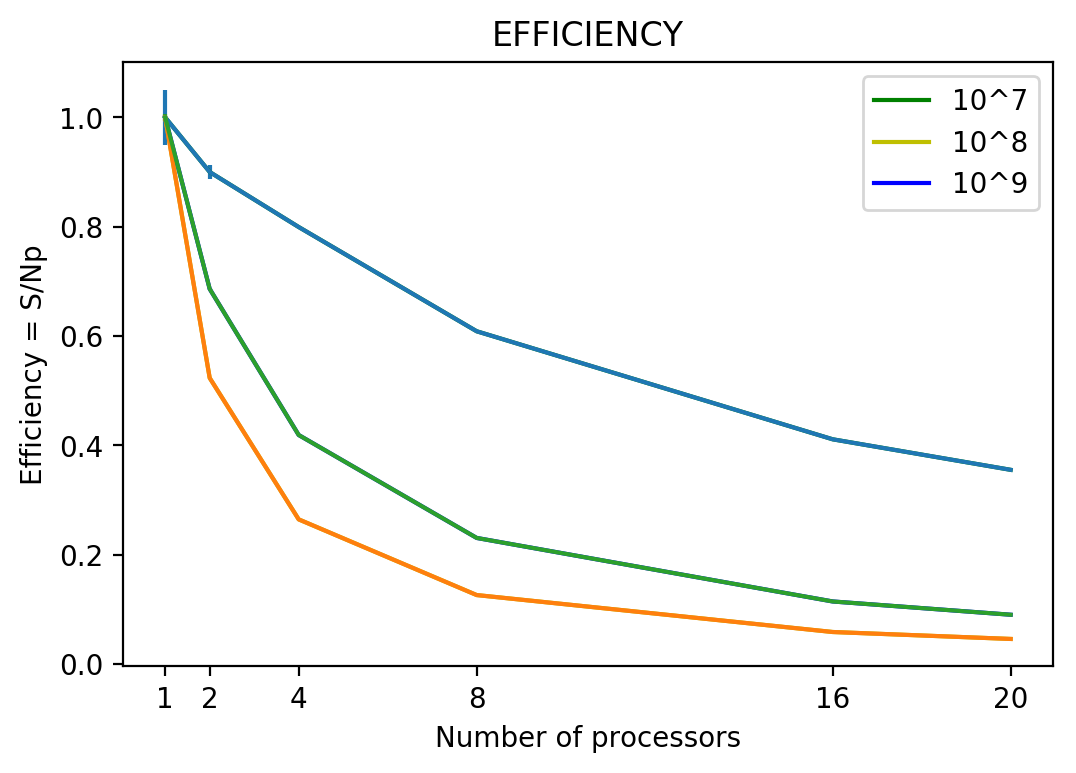 EFFICIENCY
10^7
10^8
10^9
Efficiency = S/Np
1.0
0.8
0.6
0.4
0.2
0.0
1 2 4 8 16 20
Number of processors